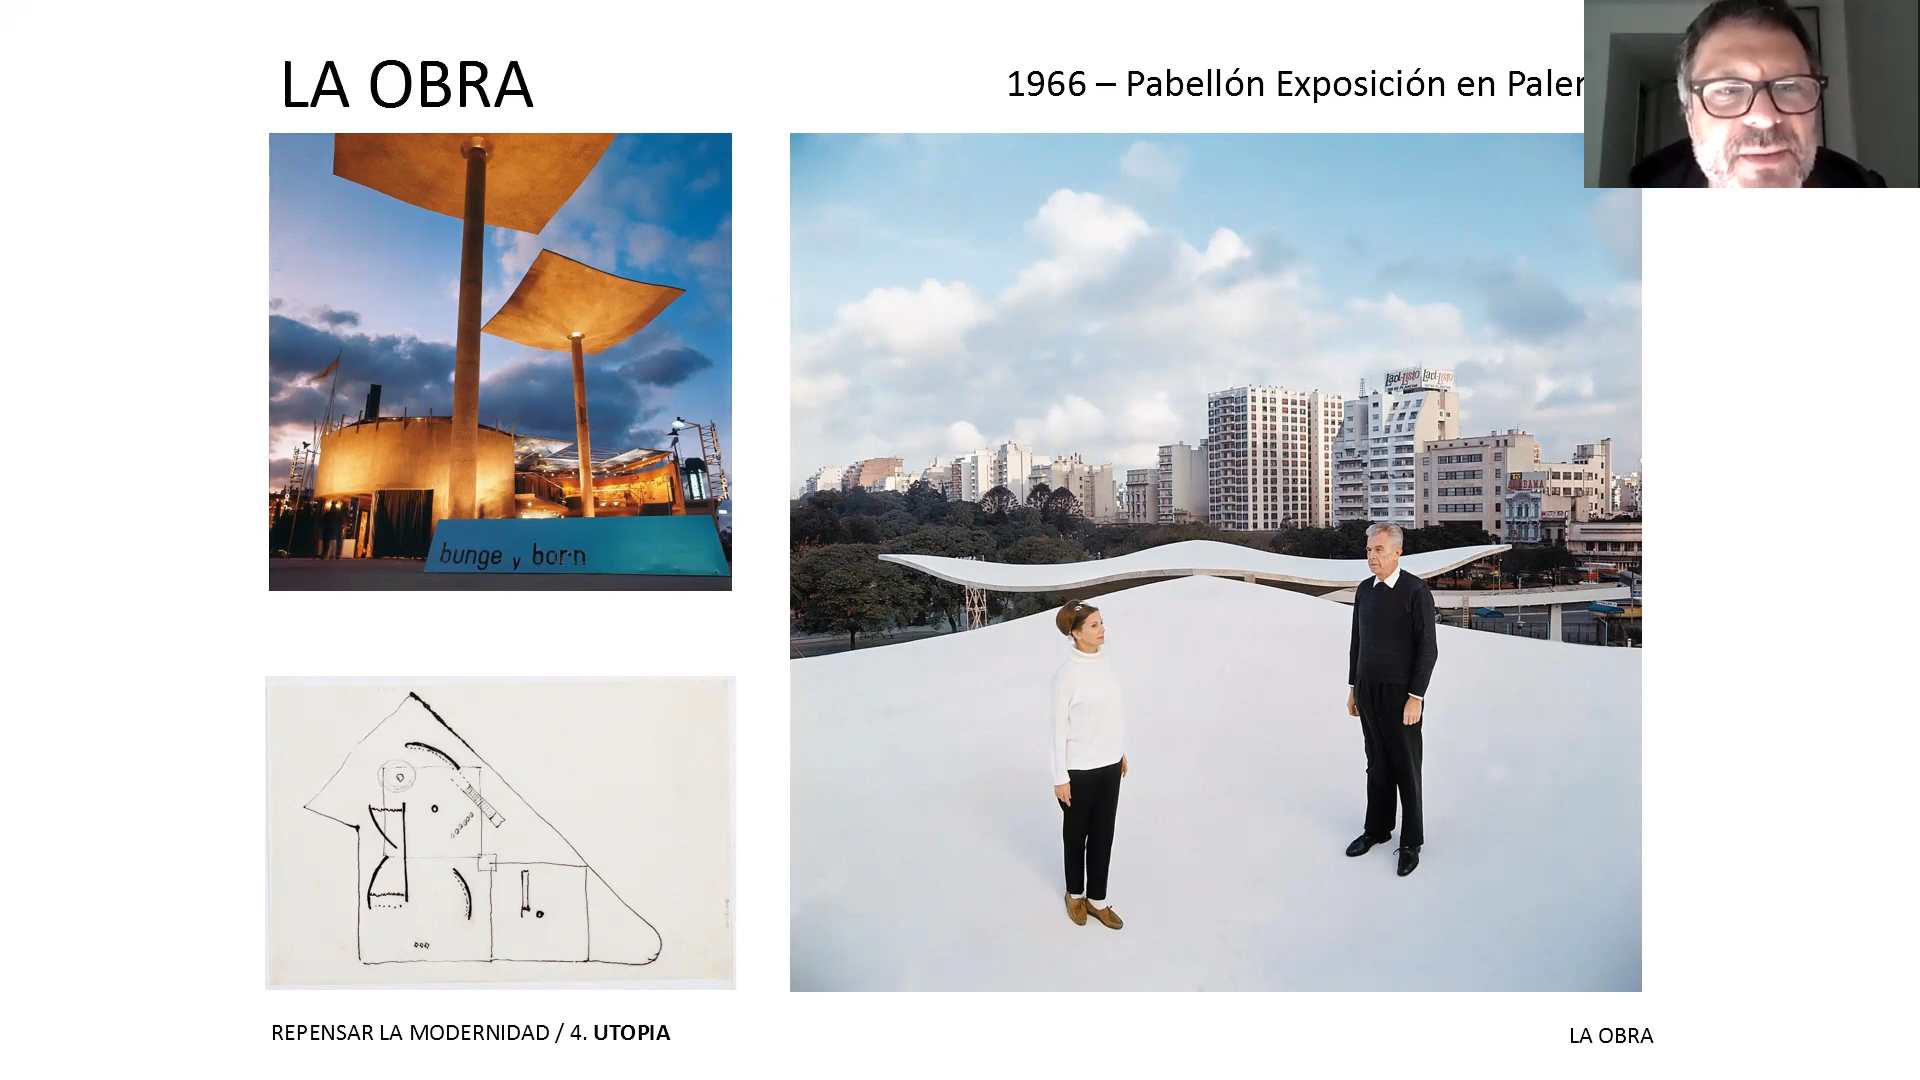 LA OBRA
1966 – Pabellón Exposición en Paler
bunge y born
REPENSAR LA MODERNIDAD / 4. UTOPIA
LA OBRA